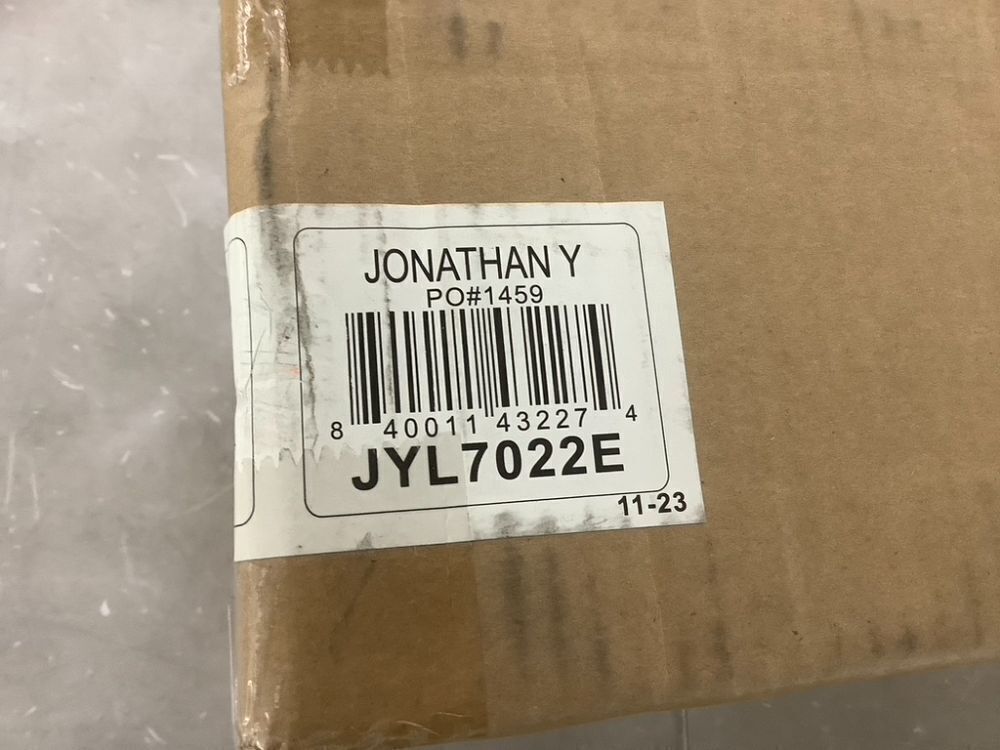 JONATHAN Y
PO#1459
8 40011 43227 4
JYL7022E
11-23